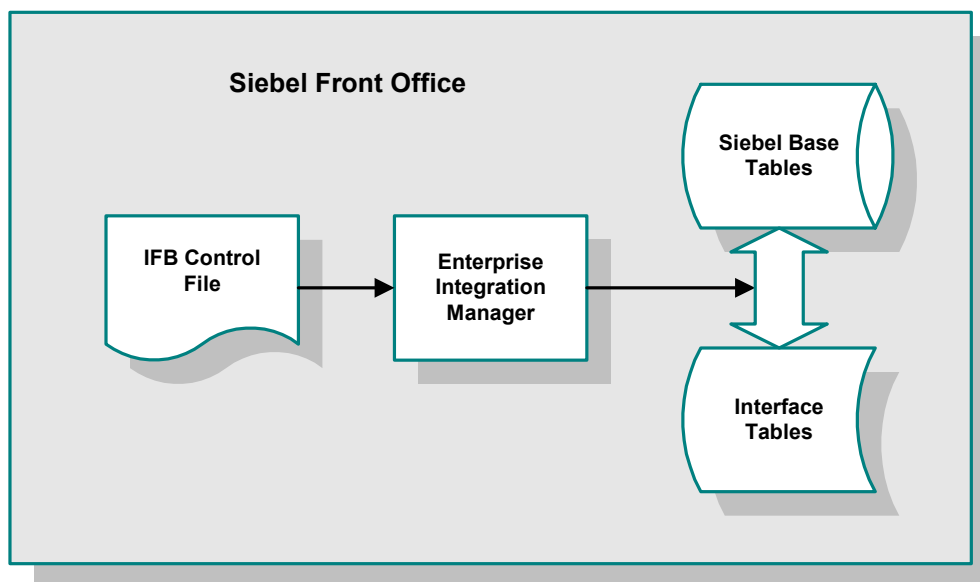 Siebel Front Office
Siebel Base
Tables
IFB Control
File
Enterprise
Integration
Manager
Interface
Tables